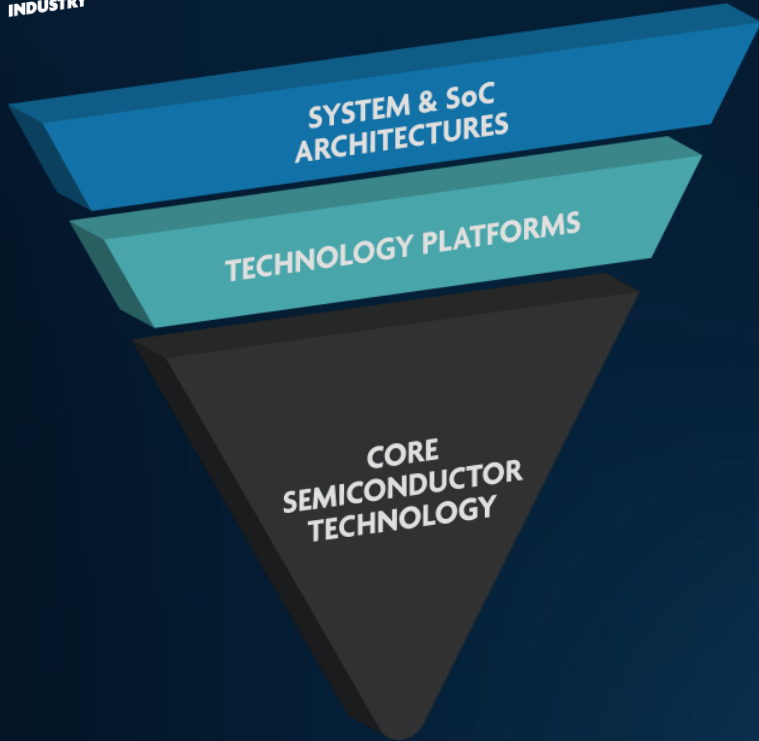 INDUSTRY
SYSTEM & SoC
ARCHITECTURES
TECHNOLOGY PLATFORMS
CORE
SEMICONDUCTOR
TECHNOLOGY